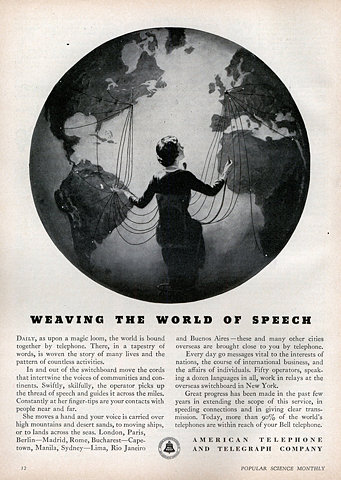 WEAVING THE WORLD OF SPEECH
DAILY, as upon a magic loom, the world is bound
together by telephone. There, in a tapestry of
words, is woven the story of many lives and the
pattern of countless activities.
In and out of the switchboard move the cords
that intertwine the voices of communities and con-
tinents. Swiftly, skilfully, the operator picks up
the thread of speech and guides it across the miles.
Constantly at her finger-tips are your contacts with
people near and far.
She moves a hand and your voice is carried over
high mountains and desert sands, to moving ships,
or to lands across the seas. London, Paris,
Berlin—Madrid, Rome, Bucharest—Cape-
town, Manila, Sydney—Lima, Rio Janeiro
and Buenos Aires—these and many other cities
overseas are brought close to you by telephone.
Every day go messages vital to the interests of
nations, the course of international business, and
the affairs of individuals. Fifty operators, speak-
ing a dozen languages in all, work in relays at the
overseas switchboard in New York.
Great progress has been made in the past few
years in extending the scope of this service, in
speeding connections and in giving clear trans-
mission. Today, more than 90% of the world's
telephones are within reach of your Bell telephone.
AMERICAN TELEPHONE
AND TELEGRAPH COMPANY
12
POPULAR SCIENCE MONTHLY